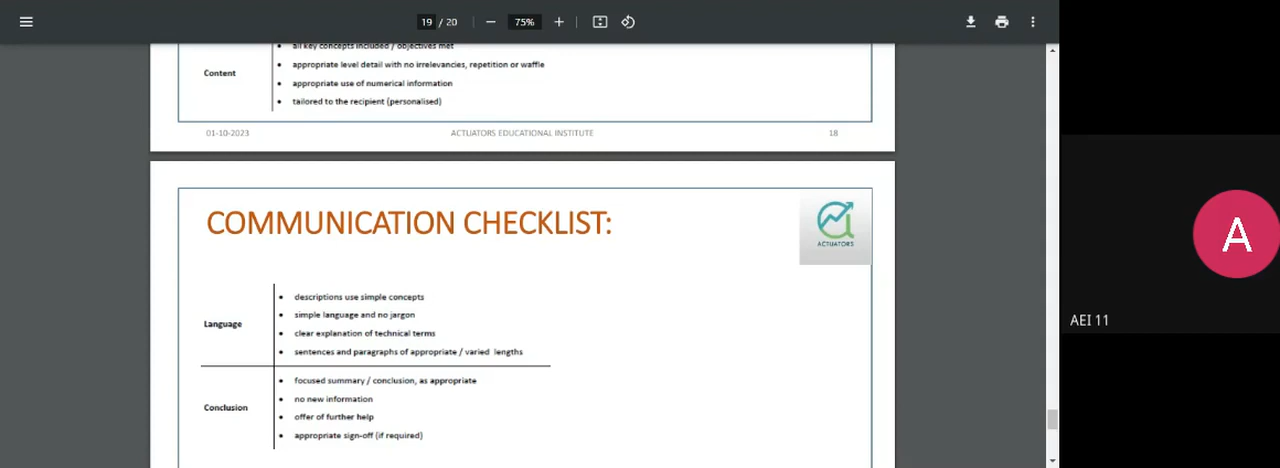 19 / 20
75%
all key concepts included / objectives met
Content
appropriate level detail with no irrelevancies, repetition or waffle
appropriate use of numerical information
tailored to the recipient (personalised)
01-10-2023 ACTUATORS EDUCATIONAL INSTITUTE 18
COMMUNICATION CHECKLIST:
ACTUATORS
Language
descriptions use simple concepts
simple language and no jargon
clear explanation of technical terms
sentences and paragraphs of appropriate / varied lengths
Conclusion
focused summary / conclusion, as appropriate
no new information
offer of further help
appropriate sign-off (if required)
A
AEI 11